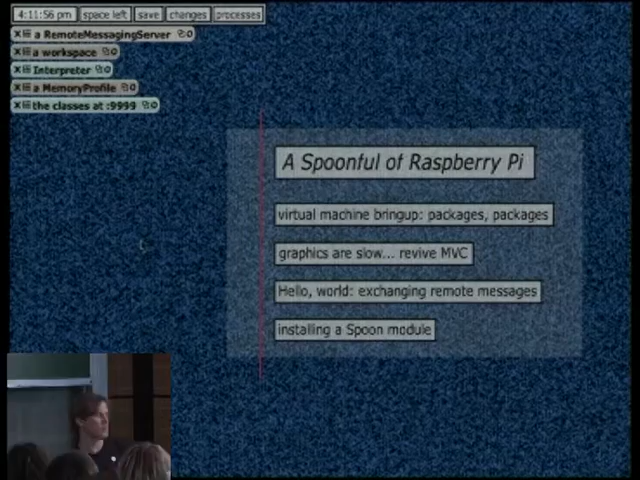 4:11:56 pm space left save changes processes
a RemoteMessagingServer
a workspace
Interpreter
a MemoryProfile
the classes at :9999
A Spoonful of Raspberry Pi
virtual machine bringup: packages, packages
graphics are slow... revive MVC
Hello, world: exchanging remote messages
installing a Spoon module